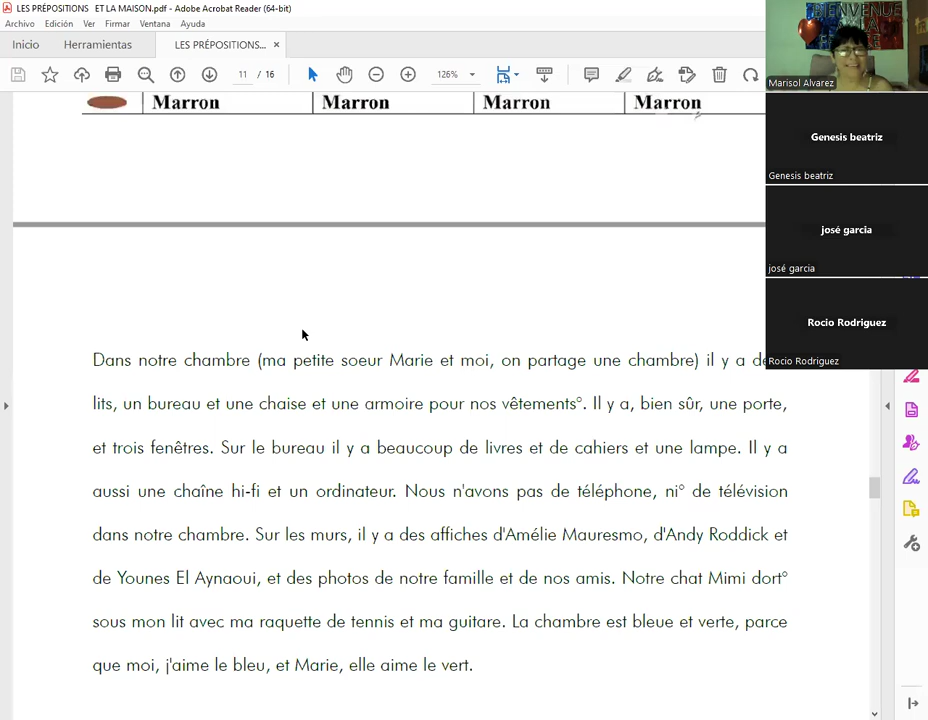 LES PRÉPOSITIONS ET LA MAISON.pdf - Adobe Acrobat Reader (64-bit)
Archivo Edición Ver Firmar Ventana Ayuda
Inicio Herramientas LES PRÉPOSITIONS... ×
11 / 16 126%
Marron Marron Marron Marron
BIENVENUE
Marisol Alvarez
Genesis beatriz
Genesis beatriz
josé garcia
josé garcia
Rocio Rodriguez
Rocio Rodriguez
Dans notre chambre (ma petite soeur Marie et moi, on partage une chambre) il y a
lits, un bureau et une chaise et une armoire pour nos vêtements°. Il y a, bien sûr, une porte,
et trois fenêtres. Sur le bureau il y a beaucoup de livres et de cahiers et une lampe. Il y a
aussi une chaîne hi-fi et un ordinateur. Nous n'avons pas de téléphone, ni° de télévision
dans notre chambre. Sur les murs, il y a des affiches d'Amélie Mauresmo, d'Andy Roddick et
de Younes El Aynaoui, et des photos de notre famille et de nos amis. Notre chat Mimi dort°
sous mon lit avec ma raquette de tennis et ma guitare. La chambre est bleue et verte, parce
que moi, j'aime le bleu, et Marie, elle aime le vert.